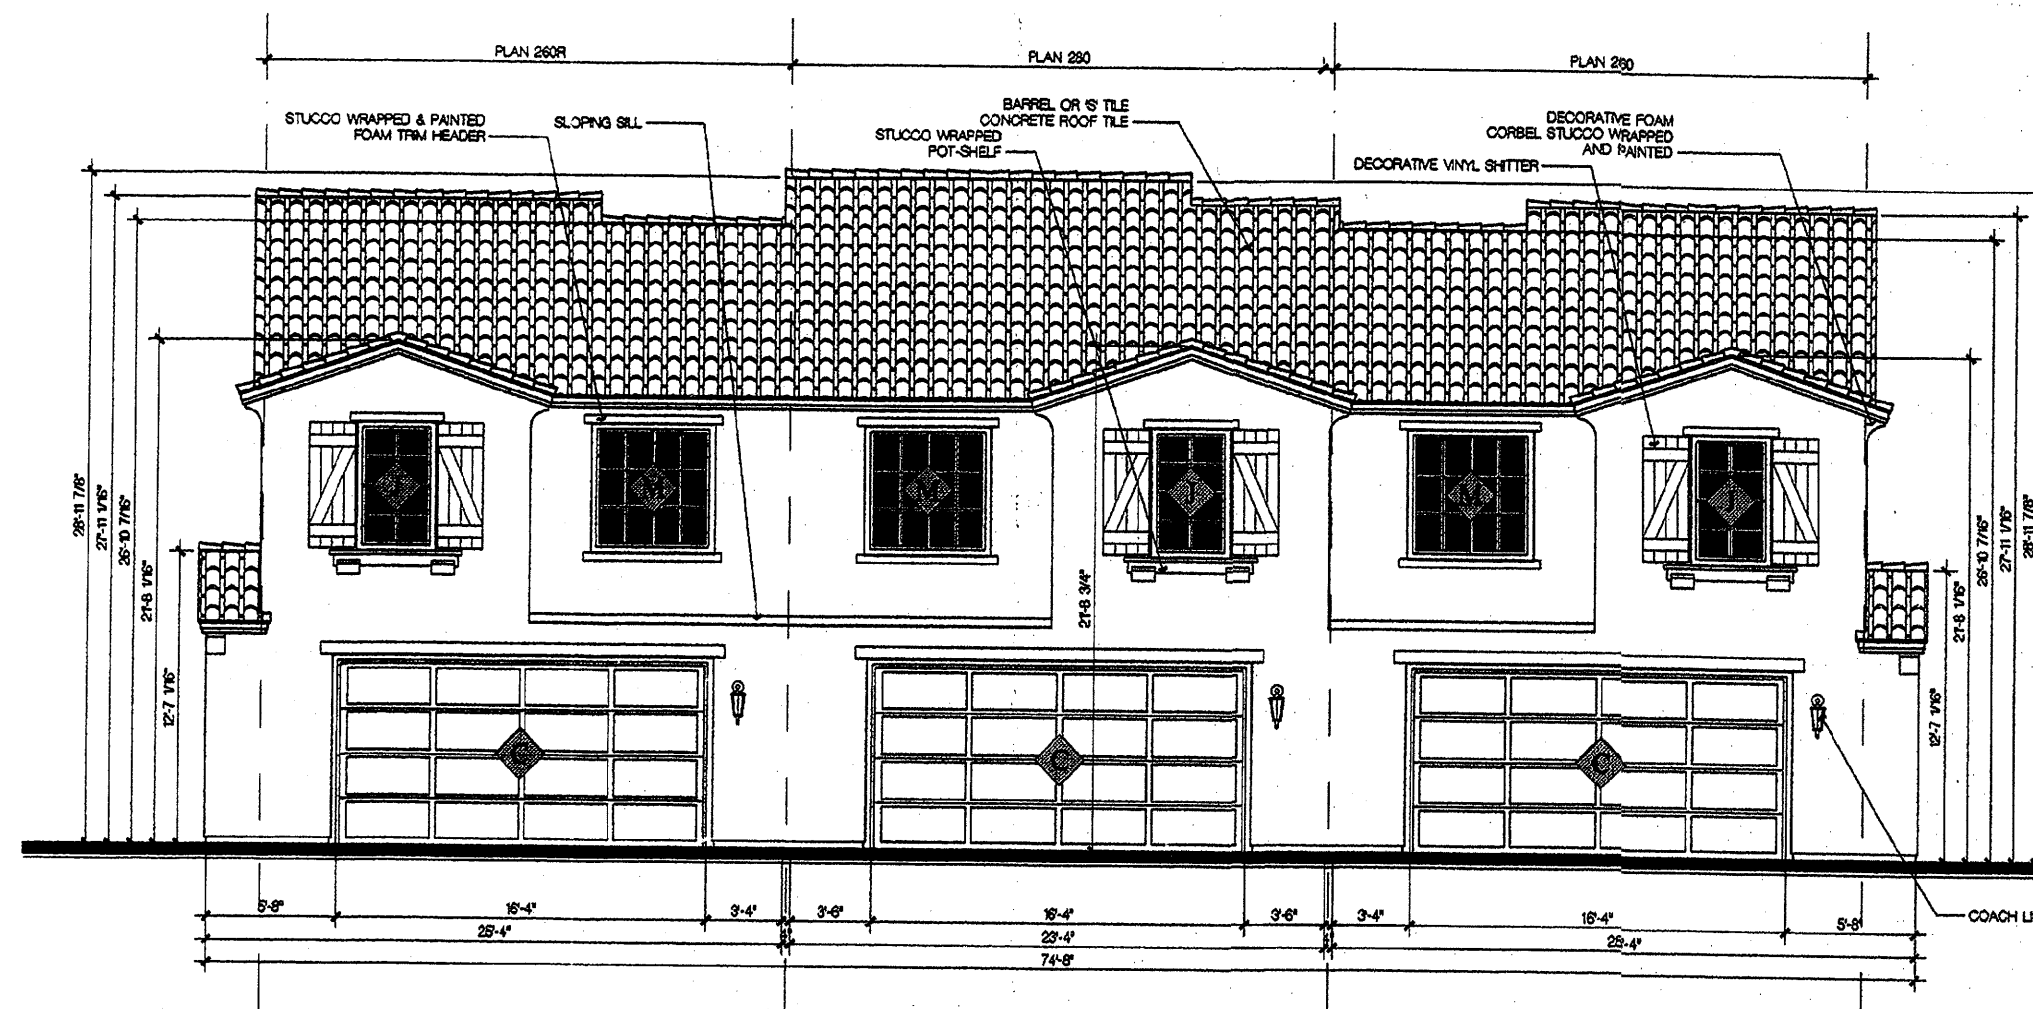 PLAN 260R
PLAN 280
PLAN 260
STUCCO WRAPPED & PAINTED
FOAM TRIM HEADER
SLOPING SILL
STUCCO WRAPPED
POT-SHELF
BARREL OR 'S' TILE
CONCRETE ROOF TILE
DECORATIVE VINYL SHITTER
DECORATIVE FOAM
CORBEL STUCCO WRAPPED
AND PAINTED
28'-11 7/8"
27'-11 1/16"
26'-10 7/16"
21'-8 1/16"
12'-7 1/16"
J
M
M
J
M
J
21'-8 3/4"
C
C
C
12'-7 1/16"
21'-8 1/16"
26'-10 7/16"
27'-11 1/16"
28'-11 7/8"
COACH LI
5'-8"
16'-4"
3'-4"
3'-6"
16'-4"
3'-6"
3'-4"
16'-4"
5'-8"
25'-4"
23'-4"
25'-4"
74'-8"